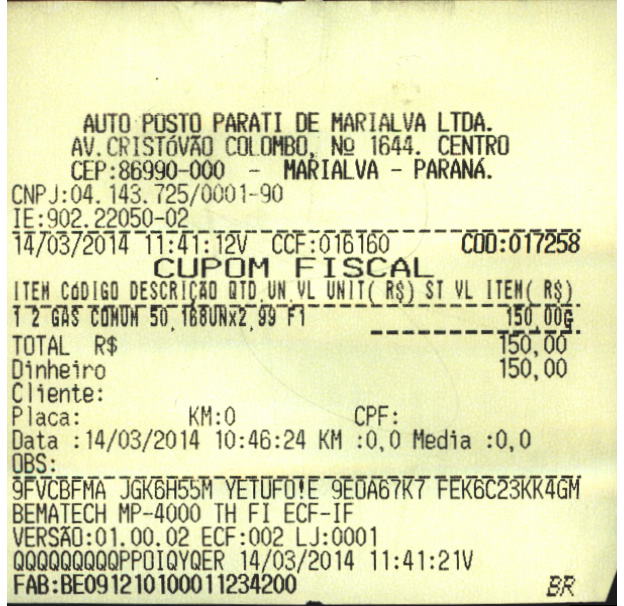 AUTO POSTO PARATI DE MARIALVA LTDA.
AV.CRISTÓVÃO COLOMBO, Nº 1644. CENTRO
CEP:86990-000 - MARIALVA - PARANÁ.
CNPJ:04.143.725/0001-90
IE:902.22050-02
14/03/2014 11:41:12V CCF:016160 COO:017258
CUPOM FISCAL
ITEM CÓDIGO DESCRIÇÃO QTD.UN.VL UNIT( R$) ST VL ITEM( R$)
1 2 GAS COMUM 50,168UNx2,99 F1 150,00G
TOTAL R$ 150,00
Dinheiro 150,00
Cliente:
Placa: KM:0 CPF:
Data :14/03/2014 10:46:24 KM :0,0 Media :0,0
OBS:
9FVCBFMA JGK6H55M YETUFO!E 9EOA67K7 FEK6C23KK4GM
BEMATECH MP-4000 TH FI ECF-IF
VERSÃO:01.00.02 ECF:002 LJ:0001
QQQQQQQQQPPOIQYQER 14/03/2014 11:41:21V
FAB:BE091210100011234200 BR